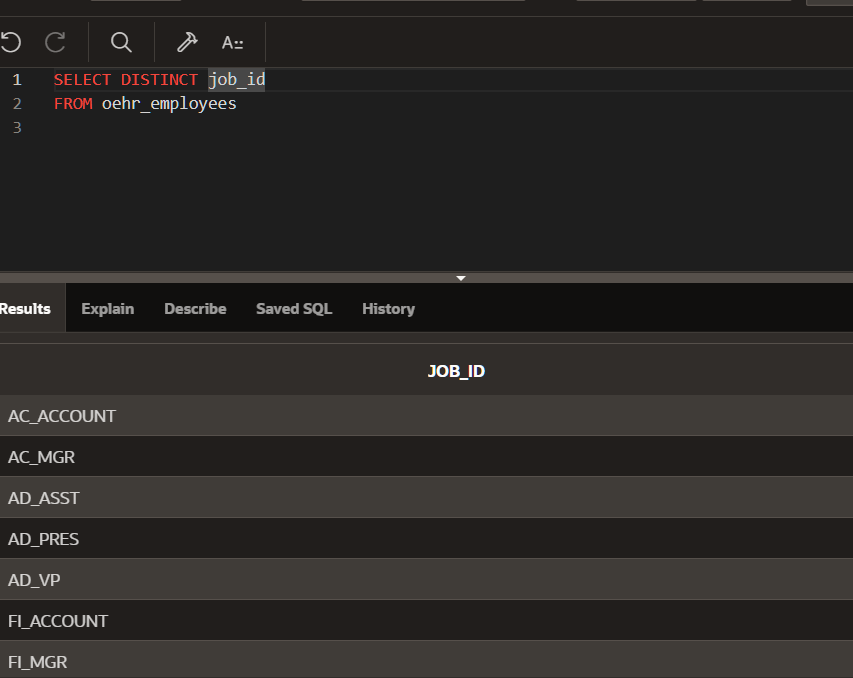 A::
1 SELECT DISTINCT job_id
2 FROM oehr_employees
3
Results Explain Describe Saved SQL History
JOB_ID
AC_ACCOUNT
AC_MGR
AD_ASST
AD_PRES
AD_VP
FI_ACCOUNT
FI_MGR